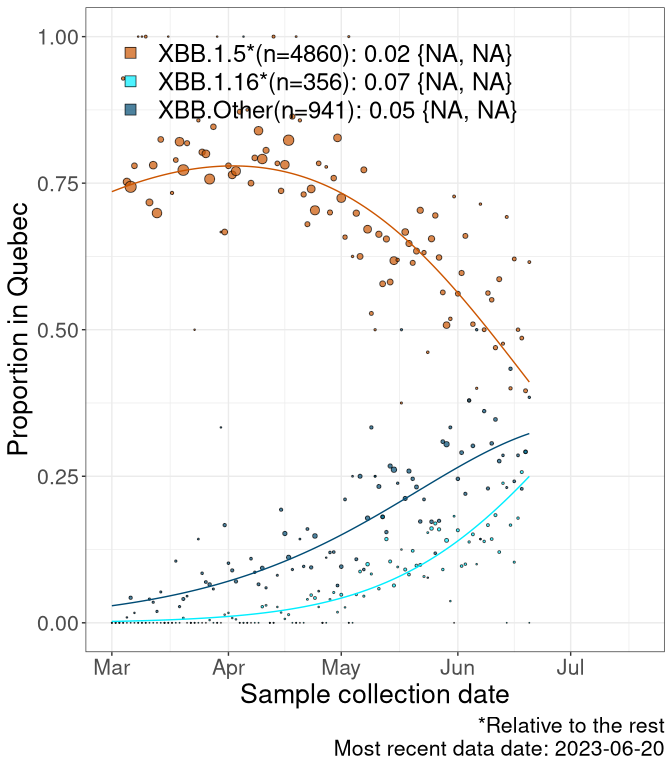 1.00
XBB.1.5*(n=4860): 0.02 {NA, NA}
XBB.1.16*(n=356): 0.07 {NA, NA}
XBB.Other(n=941): 0.05 {NA, NA}
0.75
Proportion in Quebec
0.50
0.25
0.00
Mar Apr May Jun Jul
Sample collection date
*Relative to the rest
Most recent data date: 2023-06-20